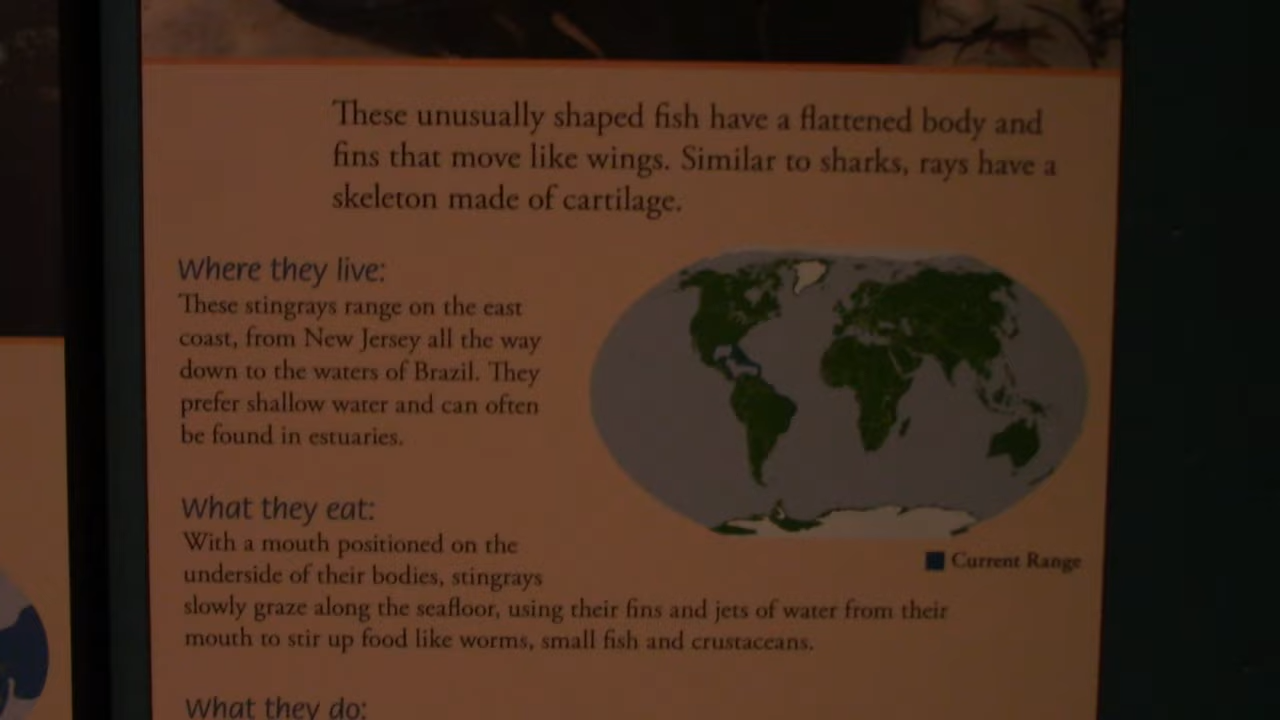 These unusually shaped fish have a flattened body and
fins that move like wings. Similar to sharks, rays have a
skeleton made of cartilage.
Where they live:
These stingrays range on the east
coast, from New Jersey all the way
down to the waters of Brazil. They
prefer shallow water and can often
be found in estuaries.
Current Range
What they eat:
With a mouth positioned on the
underside of their bodies, stingrays
slowly graze along the seafloor, using their fins and jets of water from their
mouth to stir up food like worms, small fish and crustaceans.
What they do: